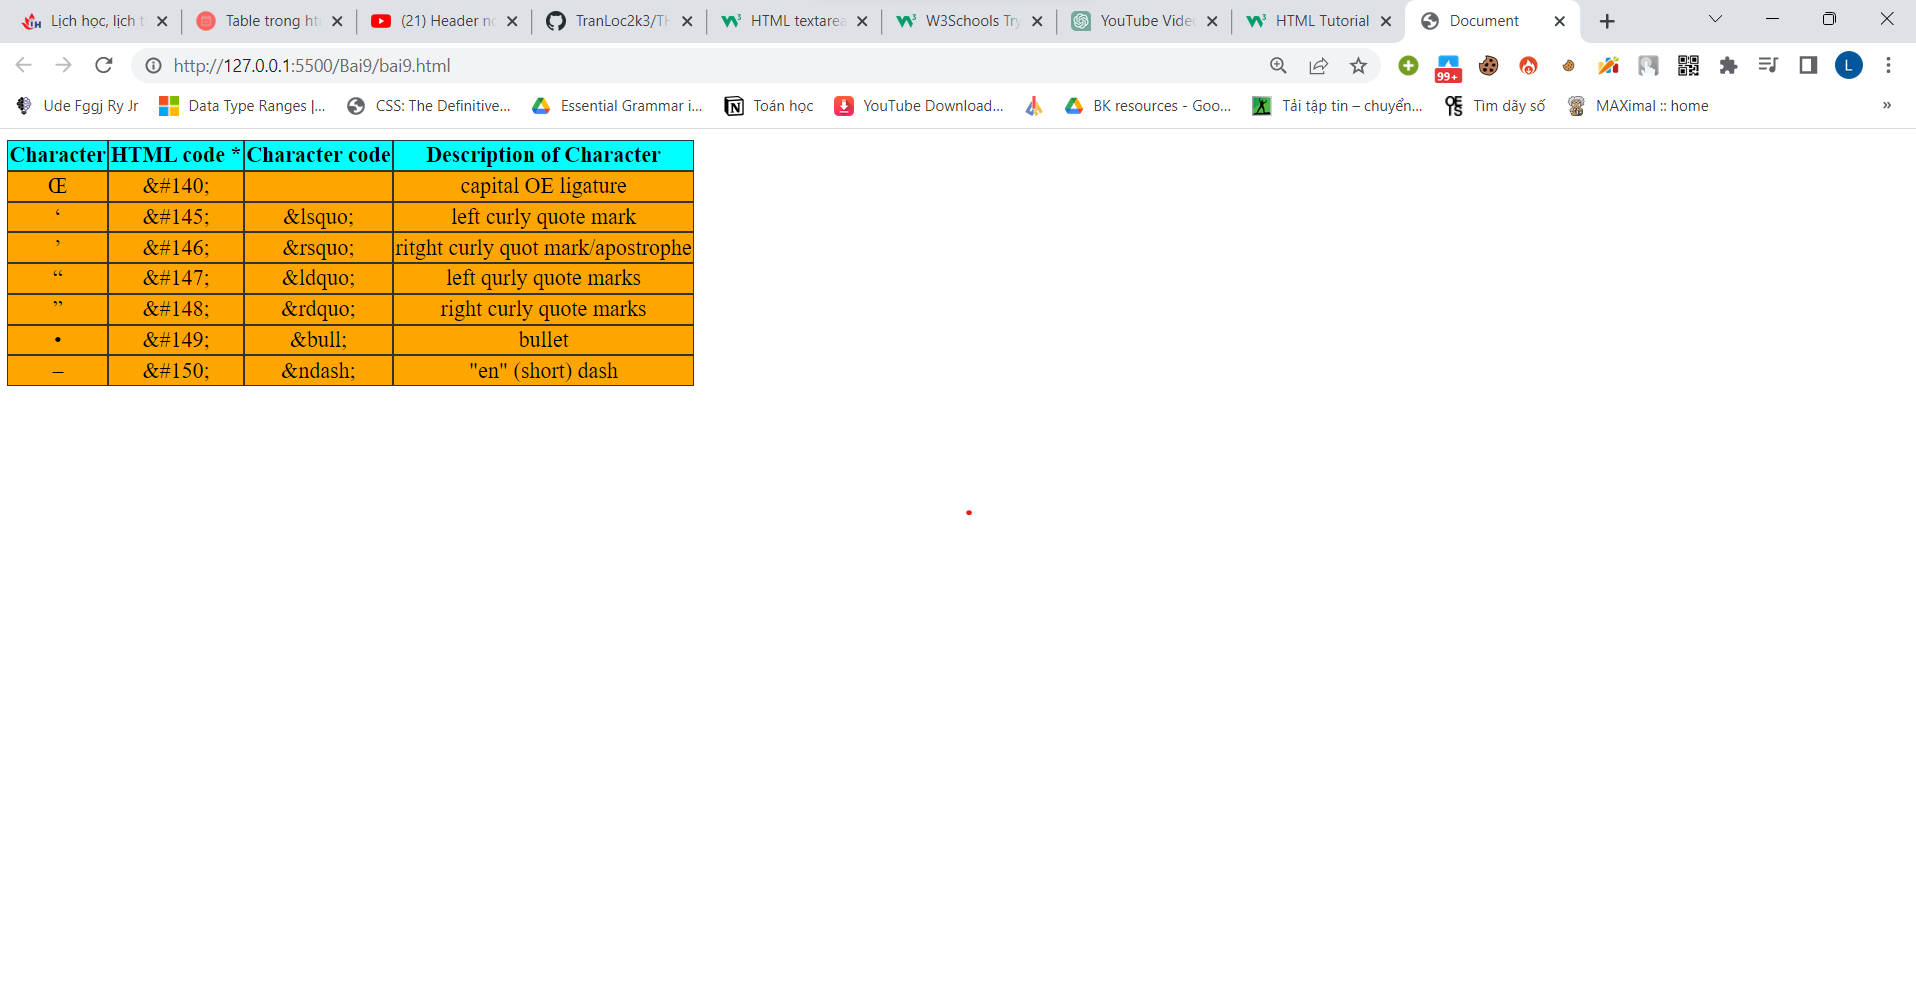 Lịch học, lịch t
Table trong ht
(21) Header no
TranLoc2k3/TH
HTML textarea
W3Schools Try
YouTube Video
HTML Tutorial
Document
http://127.0.0.1:5500/Bai9/bai9.html
99+
L
Ude Fggj Ry Jr
Data Type Ranges |...
CSS: The Definitive...
Essential Grammar i...
Toán học
YouTube Download...
BK resources - Goo...
Tải tập tin – chuyển...
Tìm dãy số
MAXimal :: home
»
Character HTML code * Character code Description of Character
Œ &#140; capital OE ligature
‘ &#145; &lsquo; left curly quote mark
’ &#146; &rsquo; ritght curly quot mark/apostrophe
“ &#147; &ldquo; left qurly quote marks
” &#148; &rdquo; right curly quote marks
• &#149; &bull; bullet
– &#150; &ndash; "en" (short) dash